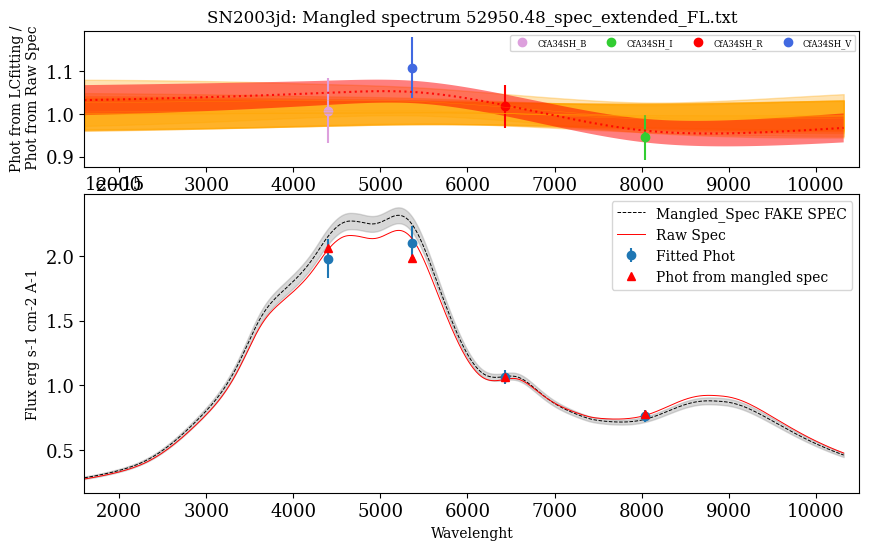 SN2003jd: Mangled spectrum 52950.48_spec_extended_FL.txt
Phot from LCfitting /
Phot from Raw Spec
CfA34SH_B CfA34SH_I CfA34SH_R CfA34SH_V
1.1
1.0
0.9
2000 3000 4000 5000 6000 7000 8000 9000 10000
1e−15
Flux erg s-1 cm-2 A-1
Mangled_Spec FAKE SPEC
Raw Spec
Fitted Phot
Phot from mangled spec
2.0
1.5
1.0
0.5
2000 3000 4000 5000 6000 7000 8000 9000 10000
Wavelenght